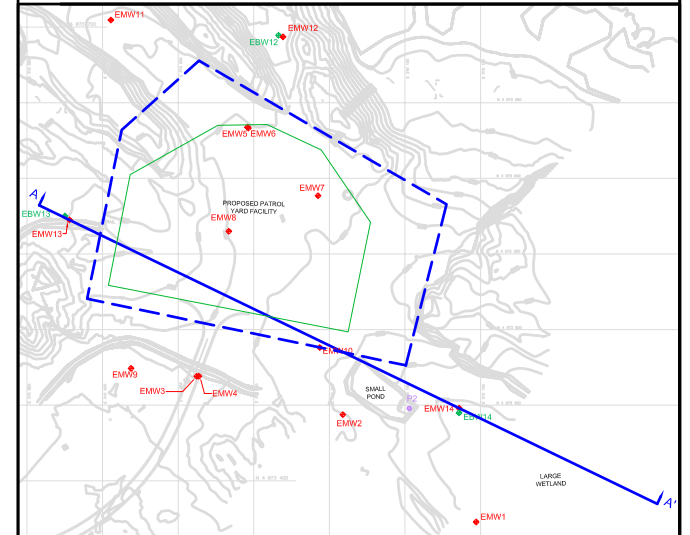 EMW11
EMW12
EBW12
EMW5
EMW6
EMW7
A
PROPOSED PATROL
YARD FACILITY
EBW13
EMW8
EMW13
EMW10
EMW9
SMALL
POND
EMW3
EMW4
P2
EMW14
EBW14
EMW2
LARGE
WETLAND
A'
EMW1